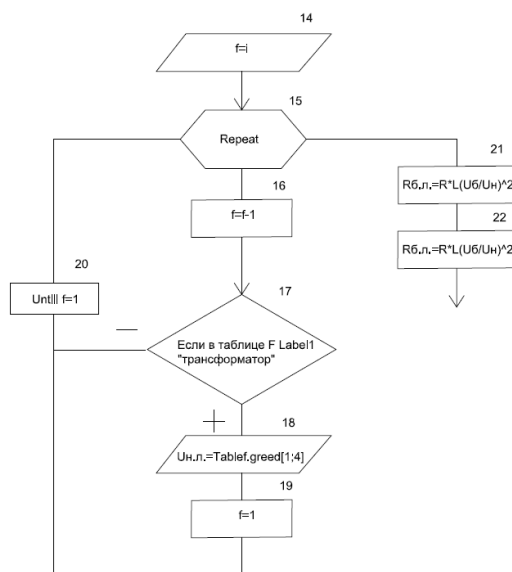 14
f=i
15
Repeat
16
f=f-1
17
Если в таблице F Label1
"трансформатор"
18
Uн.л.=Tablef.greed[1;4]
19
f=1
20
Untlll f=1
21
Rб.л.=R*L(Uб/Uн)^2
22
Rб.л.=R*L(Uб/Uн)^2